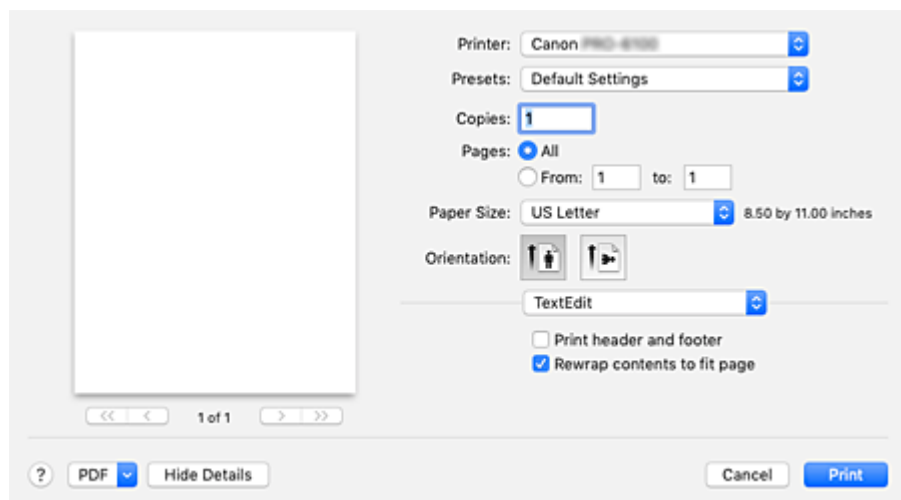 Printer: Canon
Presets: Default Settings
Copies: 1
Pages: All
From: 1 to: 1
Paper Size: US Letter 8.50 by 11.00 inches
Orientation:
TextEdit
Print header and footer
Rewrap contents to fit page
<< < 1 of 1 > >>
? PDF Hide Details Cancel Print